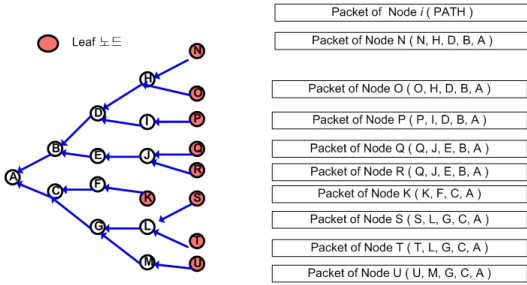 Packet of Node i ( PATH )
Leaf 노드
Packet of Node N ( N, H, D, B, A )
N
H
O
Packet of Node O ( O, H, D, B, A )
D
I
P
Packet of Node P ( P, I, D, B, A )
B
E
J
Q
Packet of Node Q ( Q, J, E, B, A )
R
Packet of Node R ( Q, J, E, B, A )
A
C
F
K
S
Packet of Node K ( K, F, C, A )
G
L
Packet of Node S ( S, L, G, C, A )
T
Packet of Node T ( T, L, G, C, A )
M
U
Packet of Node U ( U, M, G, C, A )